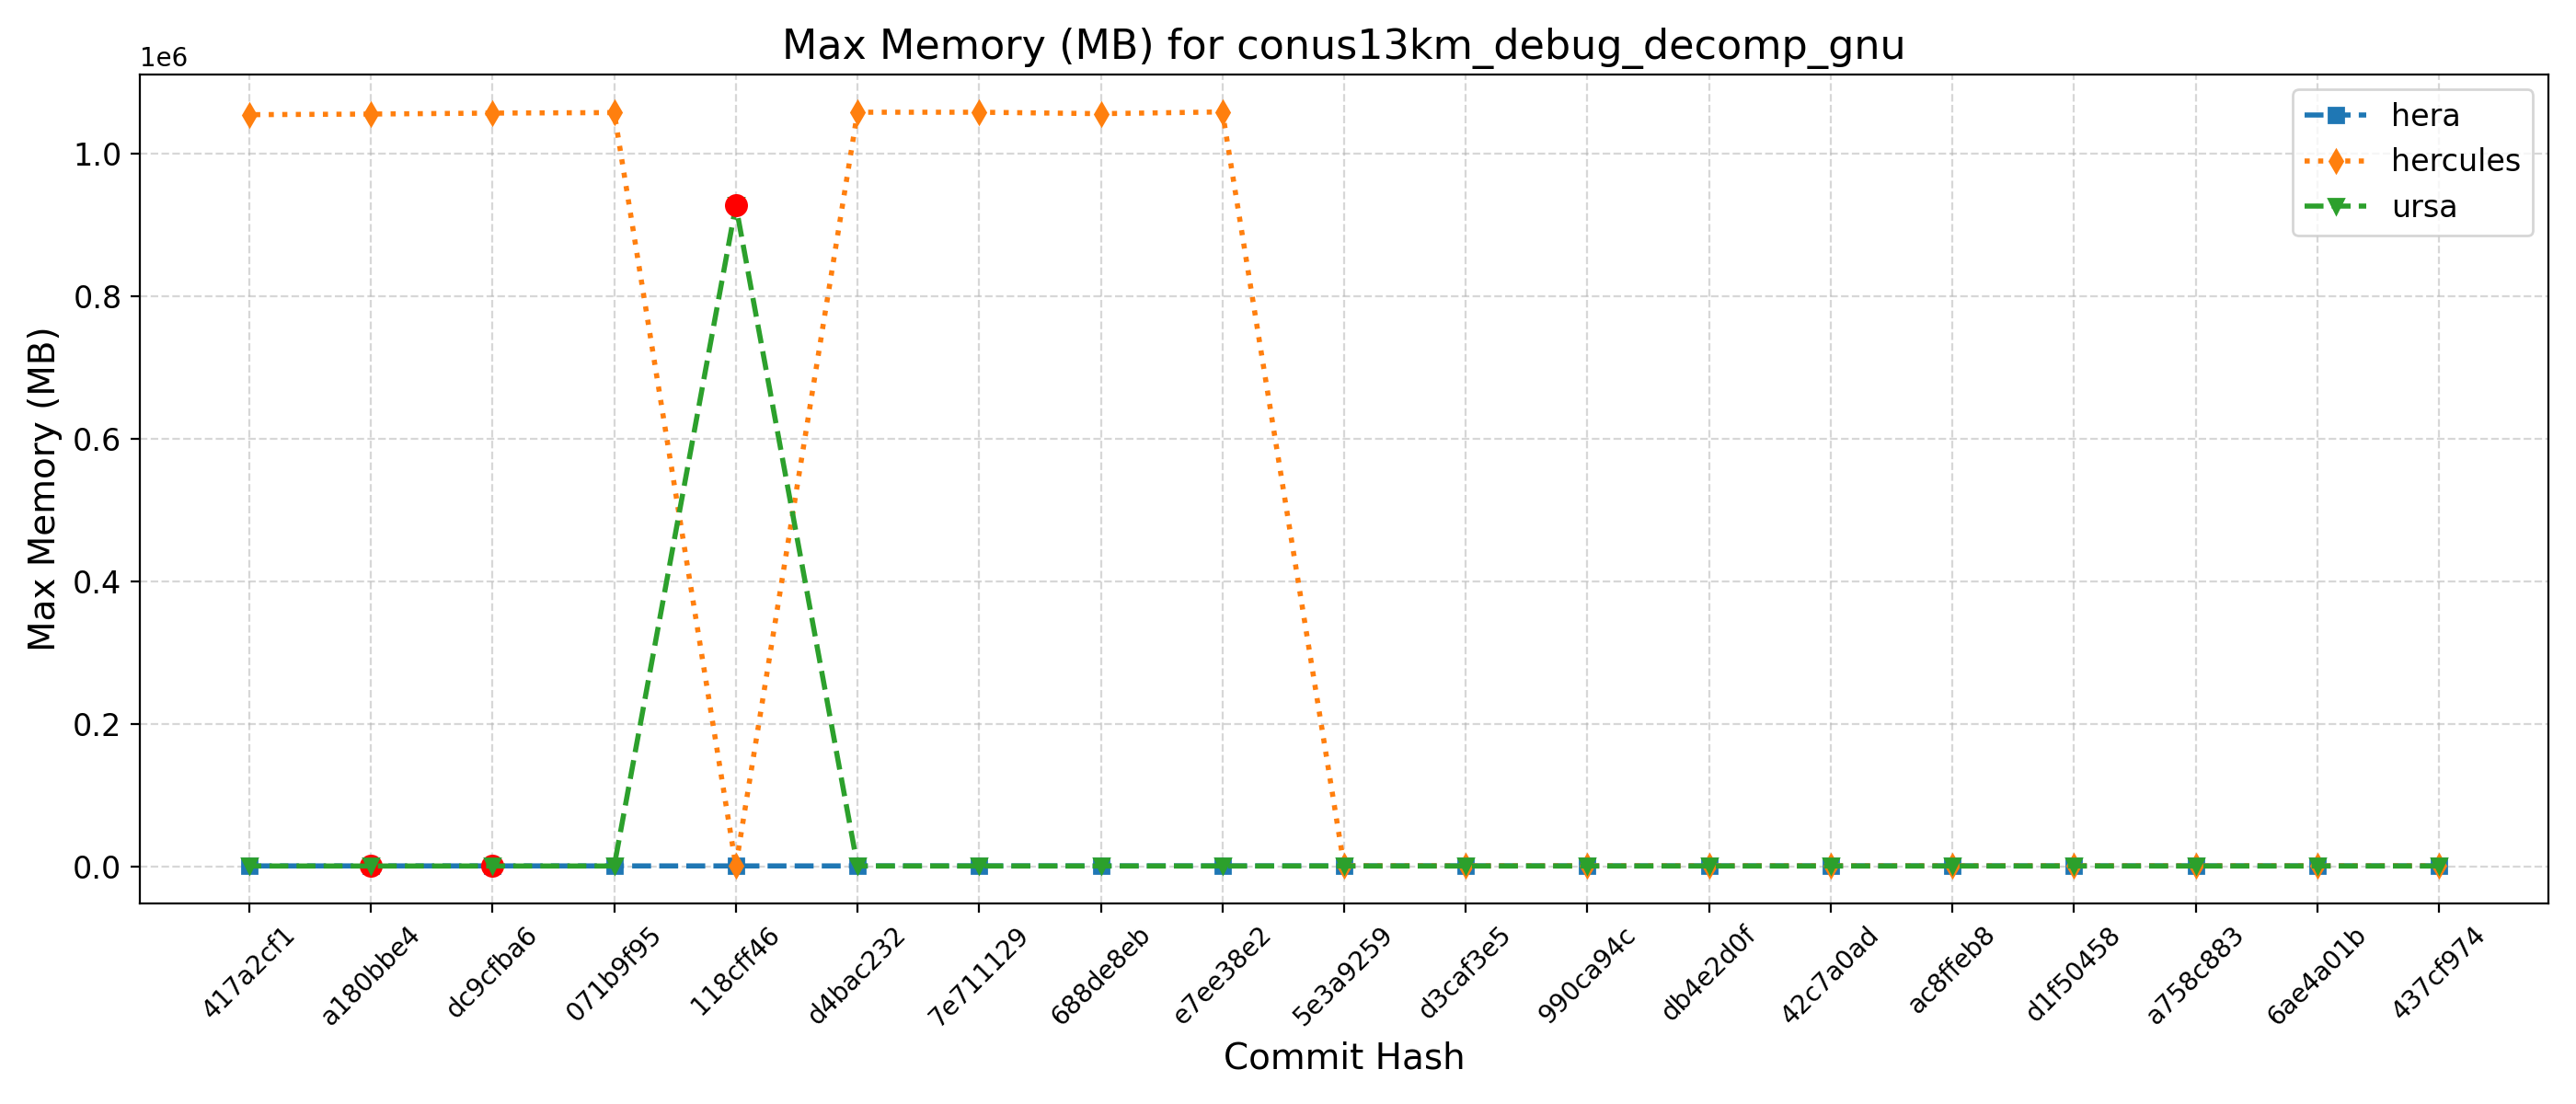 Max Memory (MB) for conus13km_debug_decomp_gnu
1e6
1.0
0.8
0.6
0.4
0.2
0.0
Max Memory (MB)
hera
hercules
ursa
417a2cf1
a180bbe4
dc9cfba6
071b9f95
118cff46
d4bac232
7e711129
688de8eb
e7ee38e2
5e3a9259
d3caf3e5
990ca94c
db4e2d0f
42c7a0ad
ac8ffeb8
d1f50458
a758c883
6ae4a01b
437cf974
Commit Hash